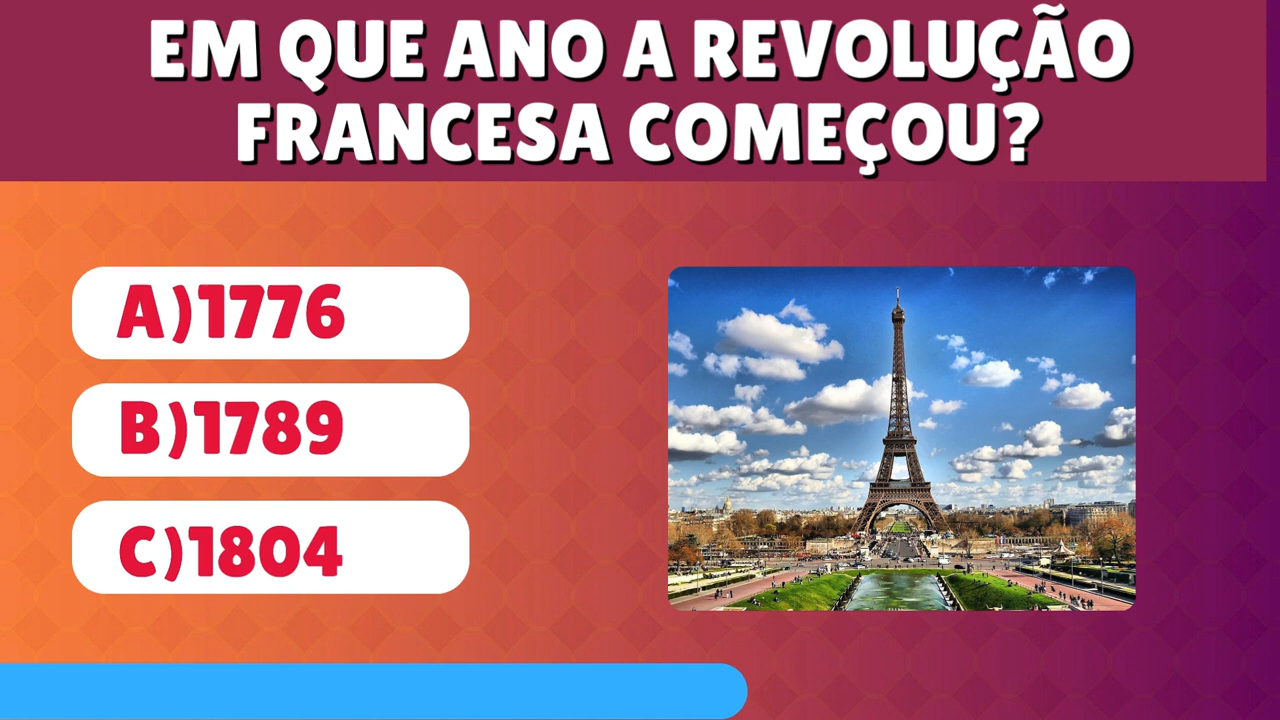 EM QUE ANO A REVOLUÇÃO
FRANCESA COMEÇOU?
A)1776
B)1789
C)1804